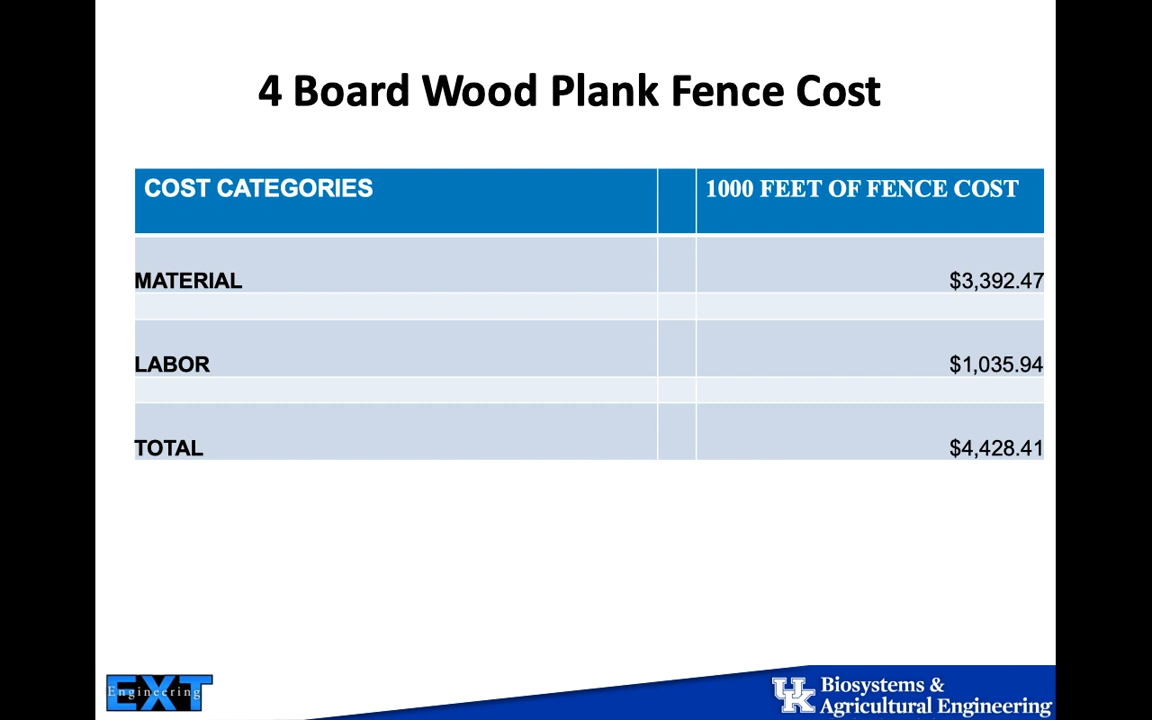 4 Board Wood Plank Fence Cost
COST CATEGORIES 1000 FEET OF FENCE COST
MATERIAL $3,392.47
LABOR $1,035.94
TOTAL $4,428.41
EXT
Engineering
UK
Biosystems &
Agricultural Engineering